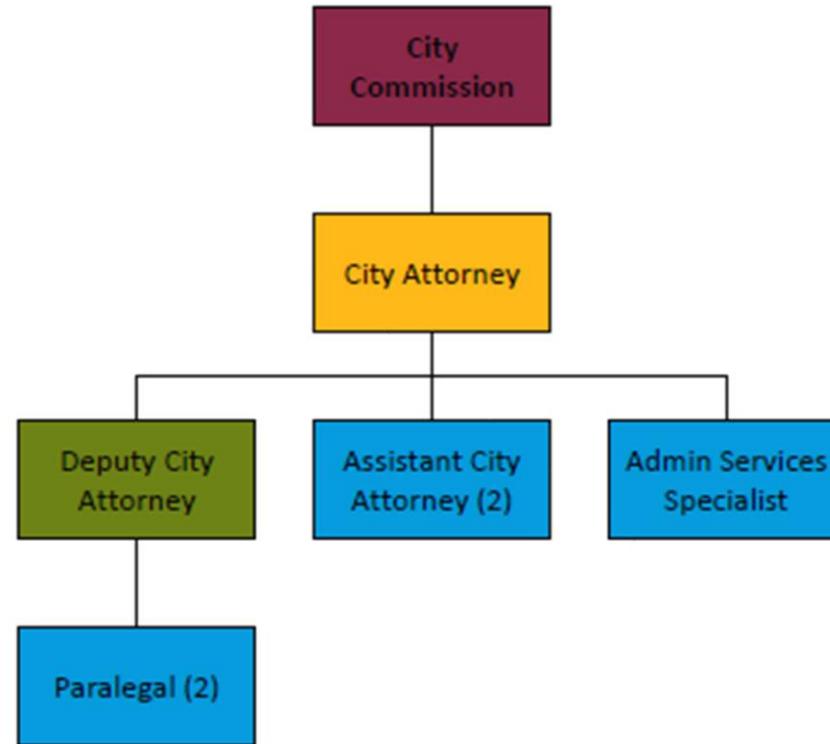 City
Commission
City Attorney
Deputy City
Attorney
Assistant City
Attorney (2)
Admin Services
Specialist
Paralegal (2)